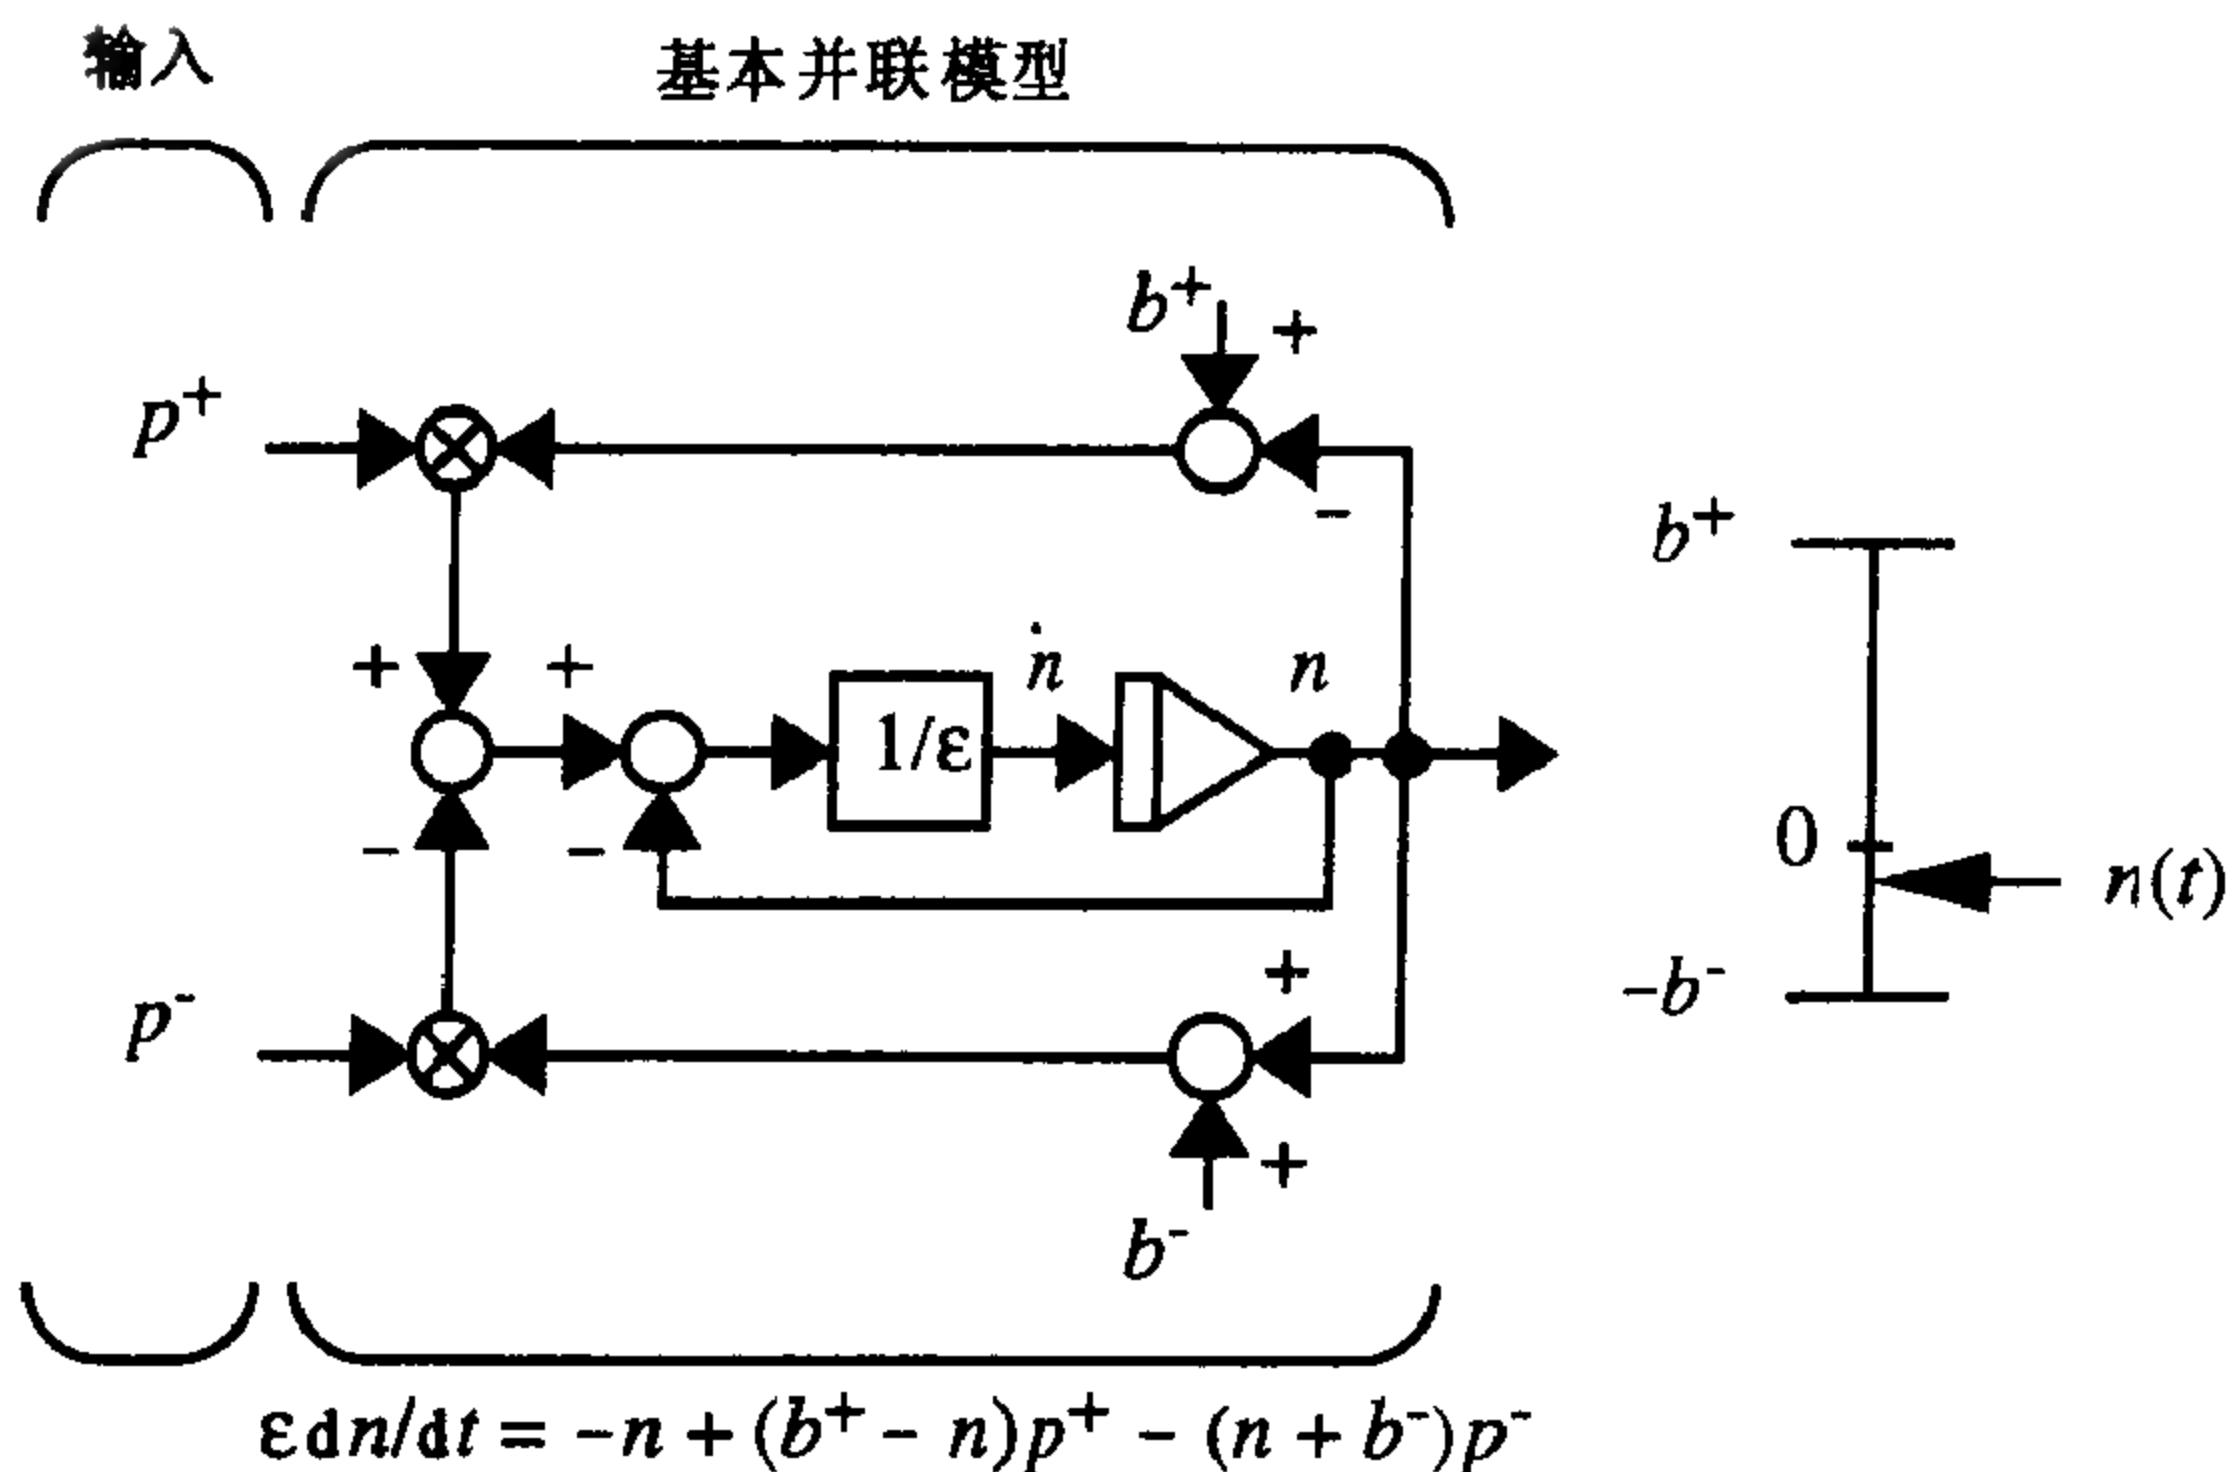 输入
基本并联模型
b⁺
+
p⁺
-
b⁺
+
+
1/ε
ṅ
n
0
n(t)
-
-
+
-b⁻
p⁻
+
b⁻
εdn/dt = -n + (b⁺ - n)p⁺ - (n + b⁻)p⁻